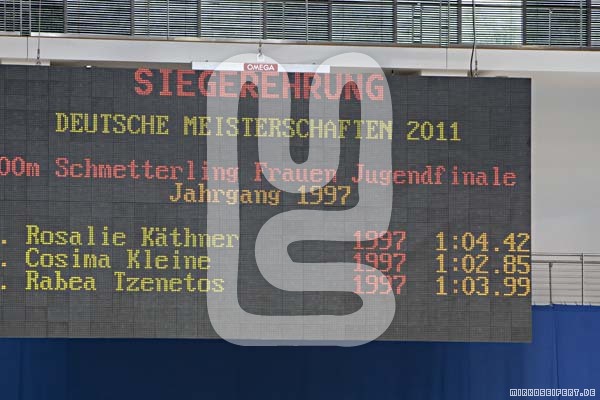 OMEGA
SIEGEREHRUNG
DEUTSCHE MEISTERSCHAFTEN 2011
00m Schmetterling Frauen Jugendfinale
Jahrgang 1997
. Rosalie Käthner 1997 1:04.42
. Cosima Kleine 1997 1:02.85
. Rabea Tzenetos 1997 1:03.99
MIRKOSEIFERT.DE